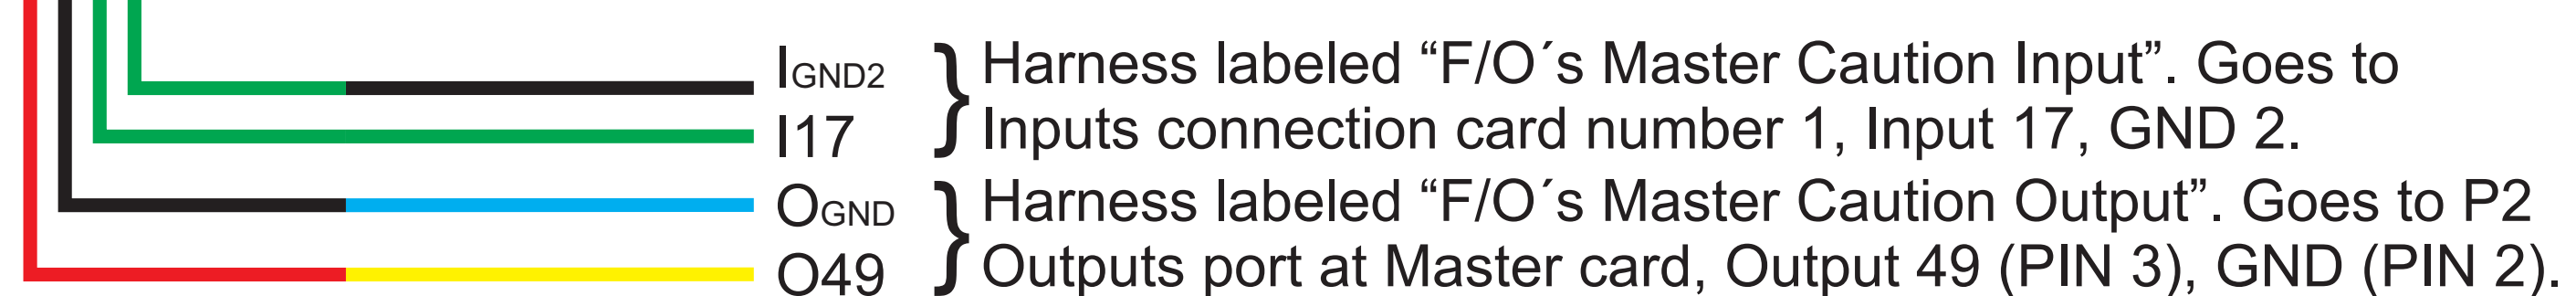 IGND2 } Harness labeled “F/O´s Master Caution Input”. Goes to
I17 Inputs connection card number 1, Input 17, GND 2.
OGND } Harness labeled “F/O´s Master Caution Output”. Goes to P2
O49 Outputs port at Master card, Output 49 (PIN 3), GND (PIN 2).